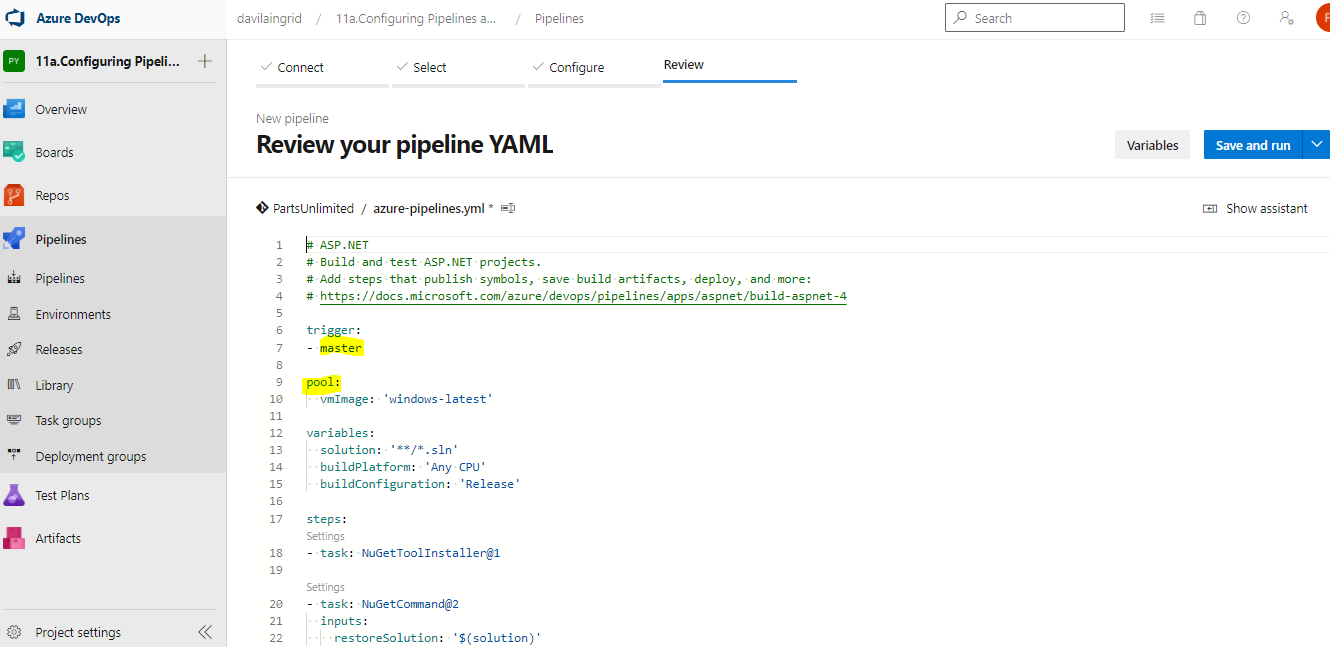 Azure DevOps
davilaingrid / 11a.Configuring Pipelines a... / Pipelines
Search
PY 11a.Configuring Pipeli...
Overview
Boards
Repos
Pipelines
Pipelines
Environments
Releases
Library
Task groups
Deployment groups
Test Plans
Artifacts
Project settings
Connect
Select
Configure
Review
New pipeline
Review your pipeline YAML
Variables
Save and run
PartsUnlimited / azure-pipelines.yml *
Show assistant
1 # ASP.NET
2 # Build and test ASP.NET projects.
3 # Add steps that publish symbols, save build artifacts, deploy, and more:
4 # https://docs.microsoft.com/azure/devops/pipelines/apps/aspnet/build-aspnet-4
5
6 trigger:
7 - master
8
9 pool:
10 vmImage: 'windows-latest'
11
12 variables:
13 solution: '**/*.sln'
14 buildPlatform: 'Any CPU'
15 buildConfiguration: 'Release'
16
17 steps:
Settings
18 - task: NuGetToolInstaller@1
19
Settings
20 - task: NuGetCommand@2
21 inputs:
22 restoreSolution: '$(solution)'